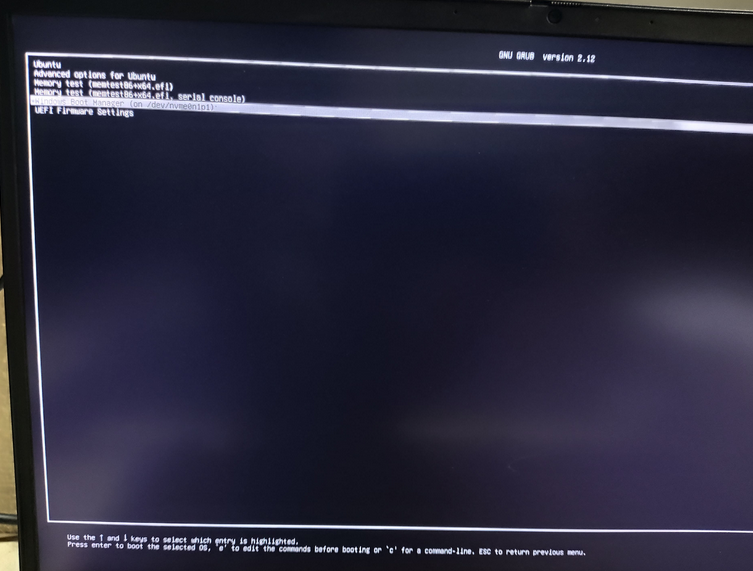 GNU GRUB version 2.12
Ubuntu
Advanced options for Ubuntu
Memory test (memtest86+x64.efi)
Memory test (memtest86+x64.efi, serial console)
*Windows Boot Manager (on /dev/nvme0n1p1)
UEFI Firmware Settings
Use the ↑ and ↓ keys to select which entry is highlighted.
Press enter to boot the selected OS, `e' to edit the commands before booting or `c' for a command-line. ESC to return previous menu.